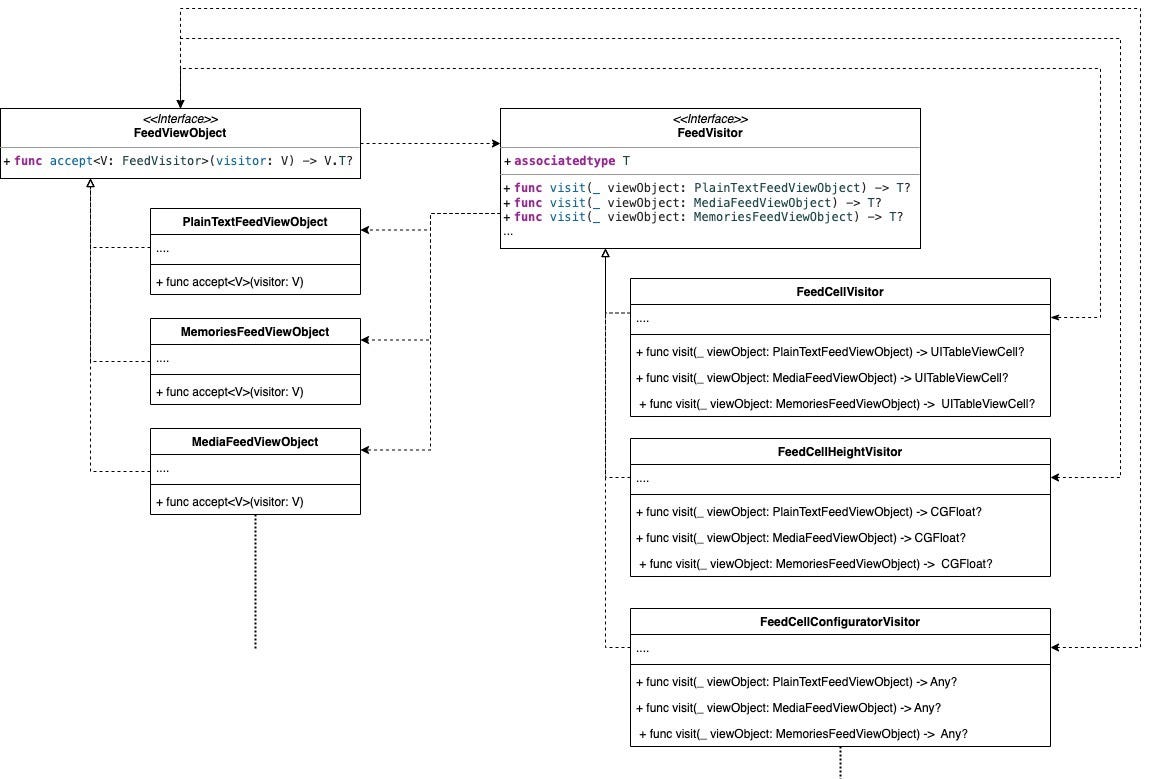 <<Interface>>
FeedViewObject
+ func accept<V: FeedVisitor>(visitor: V) -> V.T?
<<Interface>>
FeedVisitor
+ associatedtype T
+ func visit(_ viewObject: PlainTextFeedViewObject) -> T?
+ func visit(_ viewObject: MediaFeedViewObject) -> T?
+ func visit(_ viewObject: MemoriesFeedViewObject) -> T?
...
PlainTextFeedViewObject
....
+ func accept<V>(visitor: V)
MemoriesFeedViewObject
....
+ func accept<V>(visitor: V)
MediaFeedViewObject
....
+ func accept<V>(visitor: V)
FeedCellVisitor
....
+ func visit(_ viewObject: PlainTextFeedViewObject) -> UITableViewCell?
+ func visit(_ viewObject: MediaFeedViewObject) -> UITableViewCell?
+ func visit(_ viewObject: MemoriesFeedViewObject) -> UITableViewCell?
FeedCellHeightVisitor
....
+ func visit(_ viewObject: PlainTextFeedViewObject) -> CGFloat?
+ func visit(_ viewObject: MediaFeedViewObject) -> CGFloat?
+ func visit(_ viewObject: MemoriesFeedViewObject) -> CGFloat?
FeedCellConfiguratorVisitor
....
+ func visit(_ viewObject: PlainTextFeedViewObject) -> Any?
+ func visit(_ viewObject: MediaFeedViewObject) -> Any?
+ func visit(_ viewObject: MemoriesFeedViewObject) -> Any?